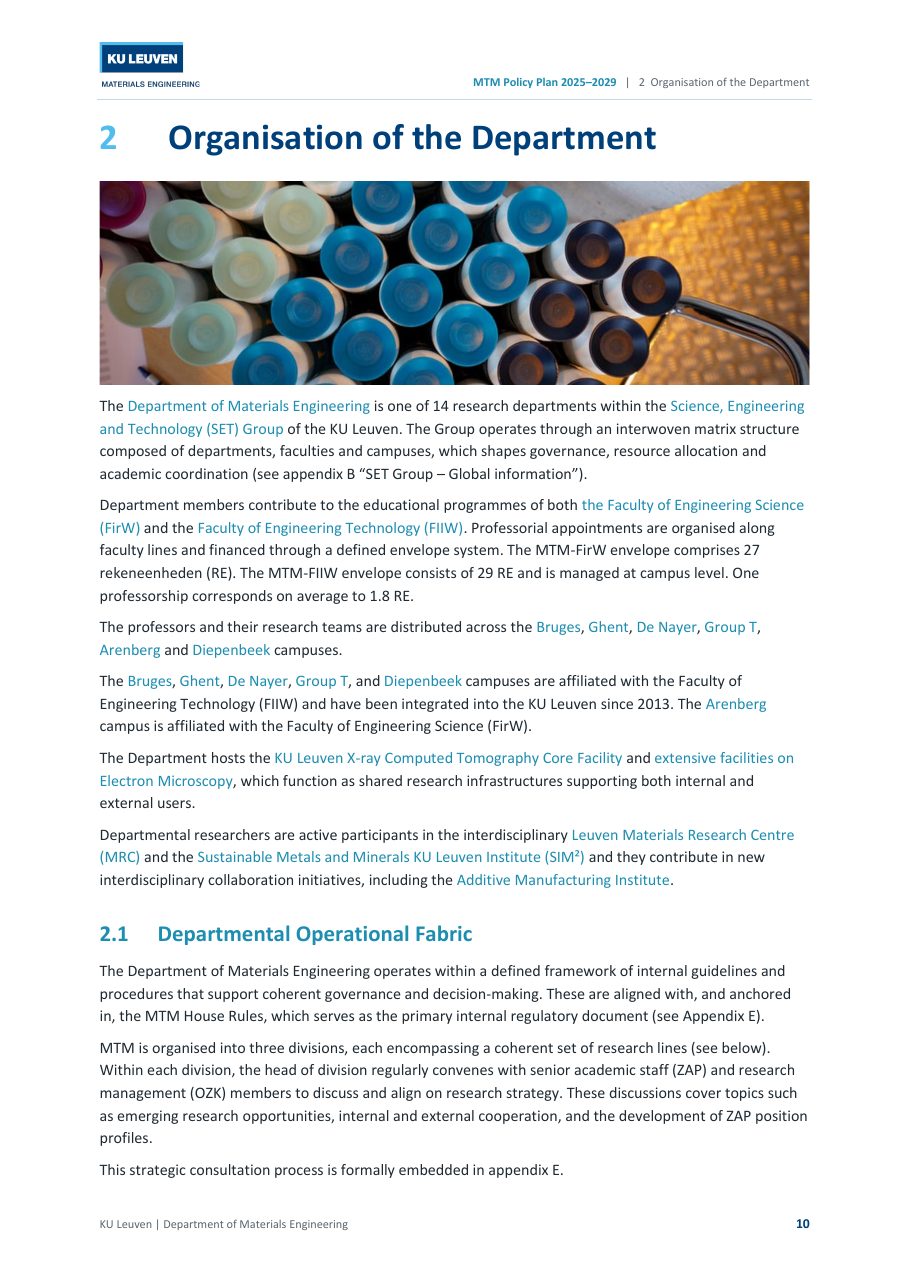 KU LEUVEN
MATERIALS ENGINEERING
MTM Policy Plan 2025–2029 | 2 Organisation of the Department
2 Organisation of the Department
The Department of Materials Engineering is one of 14 research departments within the Science, Engineering
and Technology (SET) Group of the KU Leuven. The Group operates through an interwoven matrix structure
composed of departments, faculties and campuses, which shapes governance, resource allocation and
academic coordination (see appendix B “SET Group – Global information”).
Department members contribute to the educational programmes of both the Faculty of Engineering Science
(FirW) and the Faculty of Engineering Technology (FIIW). Professorial appointments are organised along
faculty lines and financed through a defined envelope system. The MTM-FirW envelope comprises 27
rekeneenheden (RE). The MTM-FIIW envelope consists of 29 RE and is managed at campus level. One
professorship corresponds on average to 1.8 RE.
The professors and their research teams are distributed across the Bruges, Ghent, De Nayer, Group T,
Arenberg and Diepenbeek campuses.
The Bruges, Ghent, De Nayer, Group T, and Diepenbeek campuses are affiliated with the Faculty of
Engineering Technology (FIIW) and have been integrated into the KU Leuven since 2013. The Arenberg
campus is affiliated with the Faculty of Engineering Science (FirW).
The Department hosts the KU Leuven X-ray Computed Tomography Core Facility and extensive facilities on
Electron Microscopy, which function as shared research infrastructures supporting both internal and
external users.
Departmental researchers are active participants in the interdisciplinary Leuven Materials Research Centre
(MRC) and the Sustainable Metals and Minerals KU Leuven Institute (SIM²) and they contribute in new
interdisciplinary collaboration initiatives, including the Additive Manufacturing Institute.
2.1 Departmental Operational Fabric
The Department of Materials Engineering operates within a defined framework of internal guidelines and
procedures that support coherent governance and decision-making. These are aligned with, and anchored
in, the MTM House Rules, which serves as the primary internal regulatory document (see Appendix E).
MTM is organised into three divisions, each encompassing a coherent set of research lines (see below).
Within each division, the head of division regularly convenes with senior academic staff (ZAP) and research
management (OZK) members to discuss and align on research strategy. These discussions cover topics such
as emerging research opportunities, internal and external cooperation, and the development of ZAP position
profiles.
This strategic consultation process is formally embedded in appendix E.
KU Leuven | Department of Materials Engineering 10